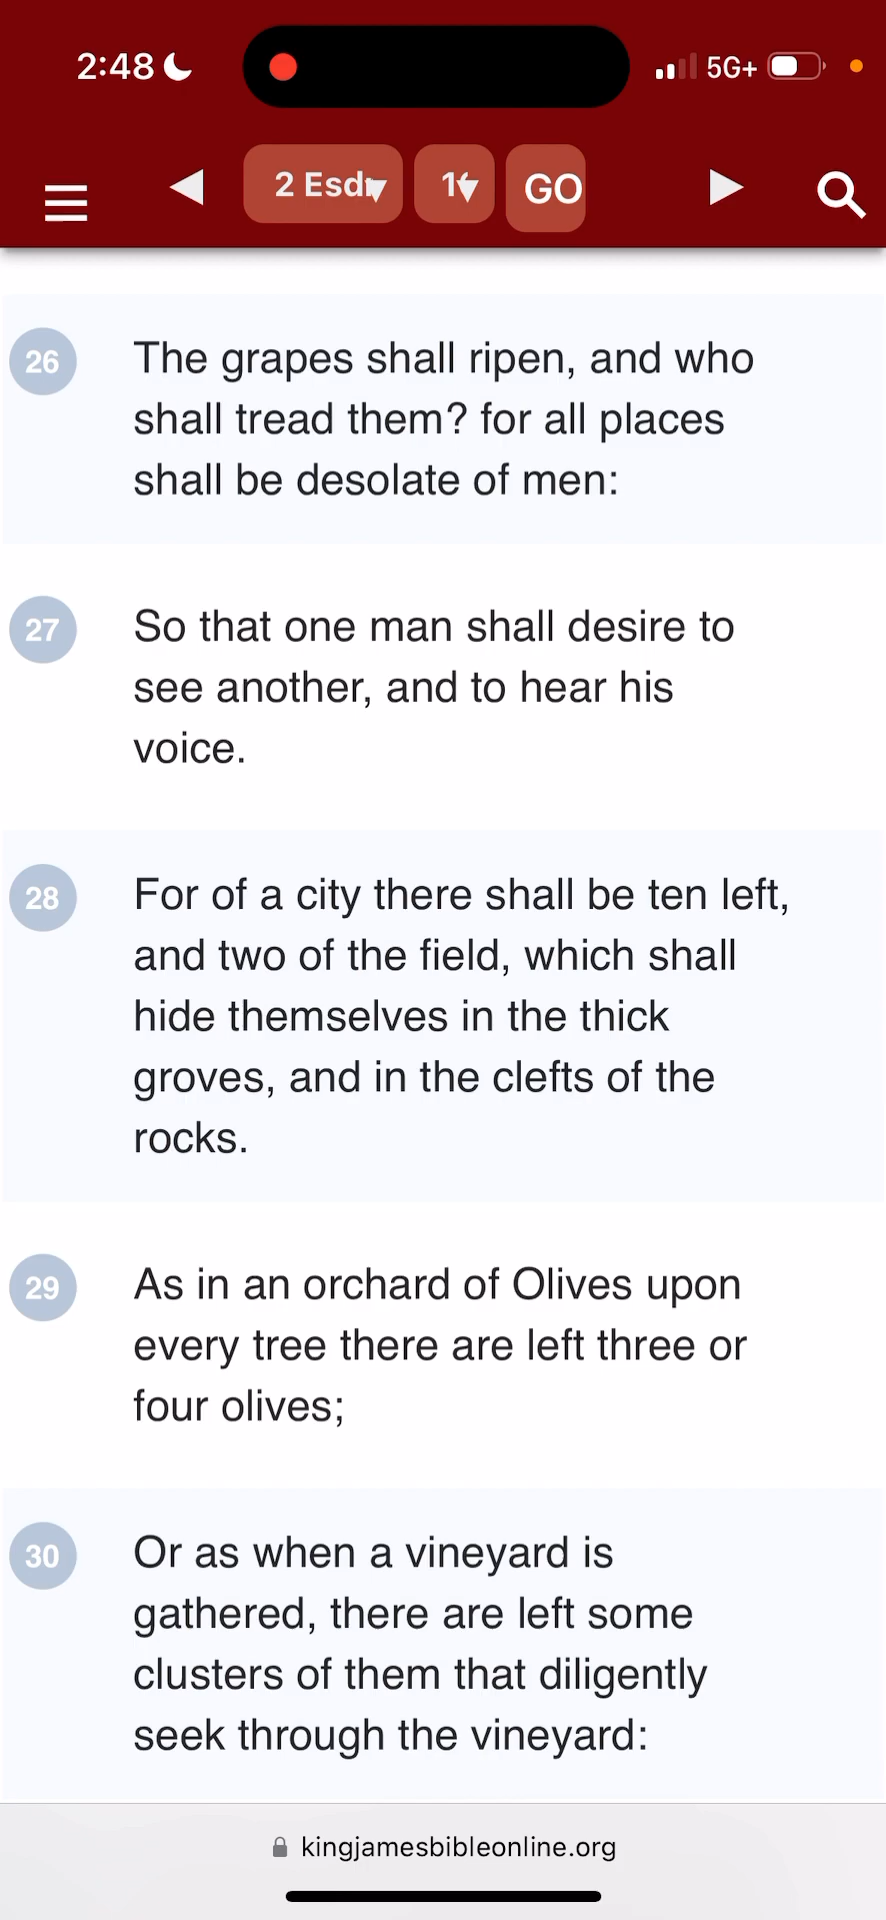 2:48
5G+
2 Esdr
GO
26
The grapes shall ripen, and who
shall tread them? for all places
shall be desolate of men:
27
So that one man shall desire to
see another, and to hear his
voice.
28
For of a city there shall be ten left,
and two of the field, which shall
hide themselves in the thick
groves, and in the clefts of the
rocks.
29
As in an orchard of Olives upon
every tree there are left three or
four olives;
30
Or as when a vineyard is
gathered, there are left some
clusters of them that diligently
seek through the vineyard:
kingjamesbibleonline.org